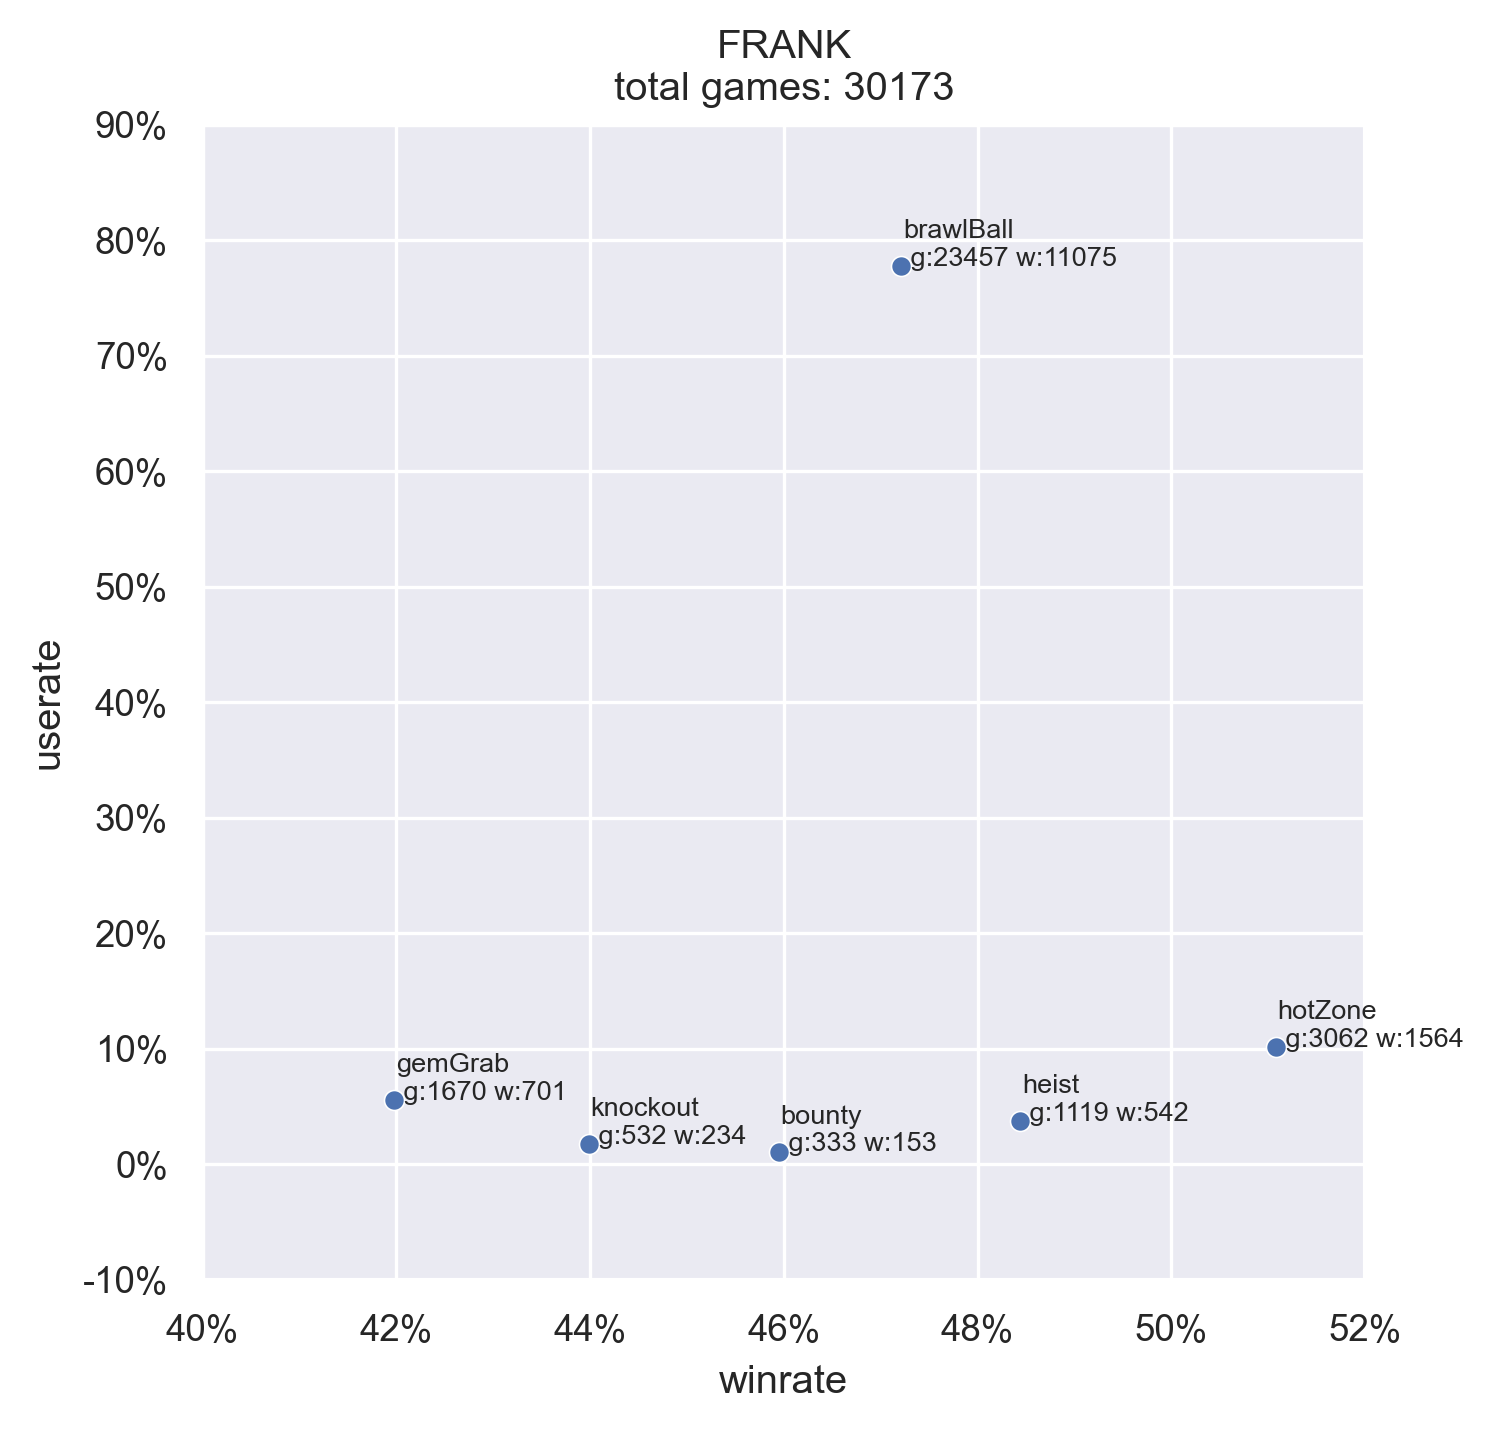 FRANK
total games: 30173
90%
80%
70%
60%
50%
40%
30%
20%
10%
0%
-10%
userate
brawlBall
g:23457 w:11075
hotZone
g:3062 w:1564
gemGrab
g:1670 w:701
heist
g:1119 w:542
knockout
g:532 w:234
bounty
g:333 w:153
40% 42% 44% 46% 48% 50% 52%
winrate